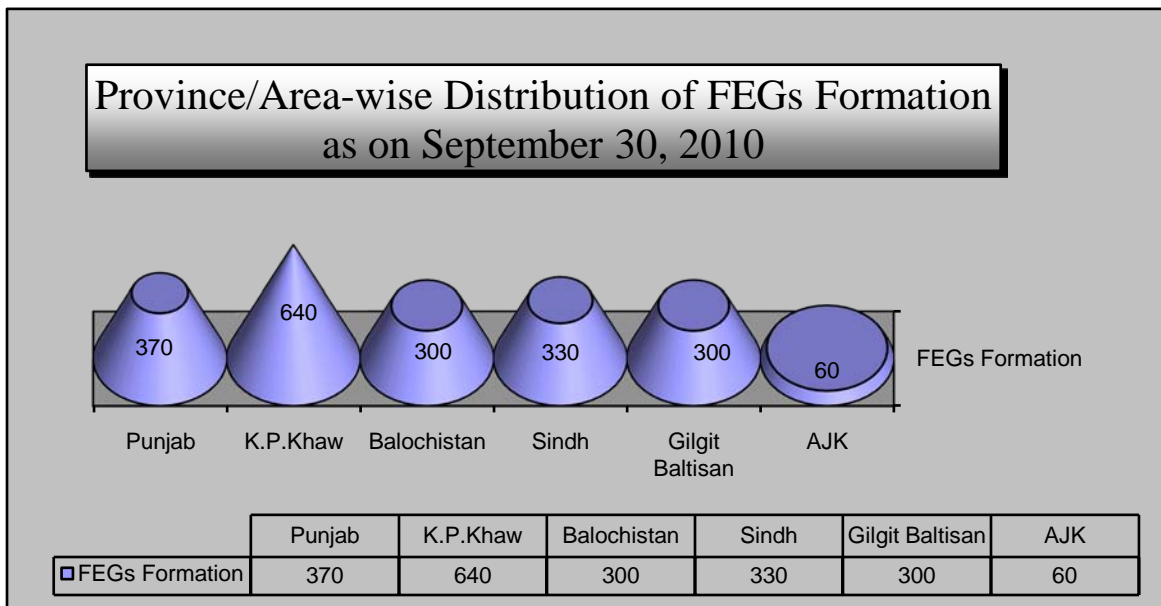 Province/Area-wise Distribution of FEGs Formation
as on September 30, 2010
370
640
300
330
300
60
FEGs Formation
Punjab
K.P.Khaw
Balochistan
Sindh
Gilgit
Baltisan
AJK
Punjab K.P.Khaw Balochistan Sindh Gilgit Baltisan AJK
FEGs Formation 370 640 300 330 300 60